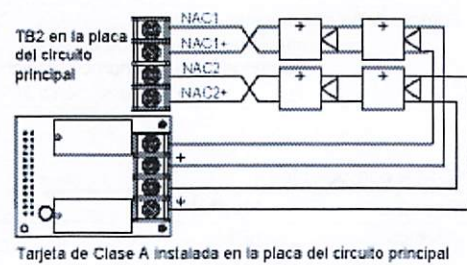 NAC1
TB2 en la placa
del circuito
principal
NAC1+
NAC2
NAC2+
+
+
Tarjeta de Clase A instalada en la placa del circuito principal